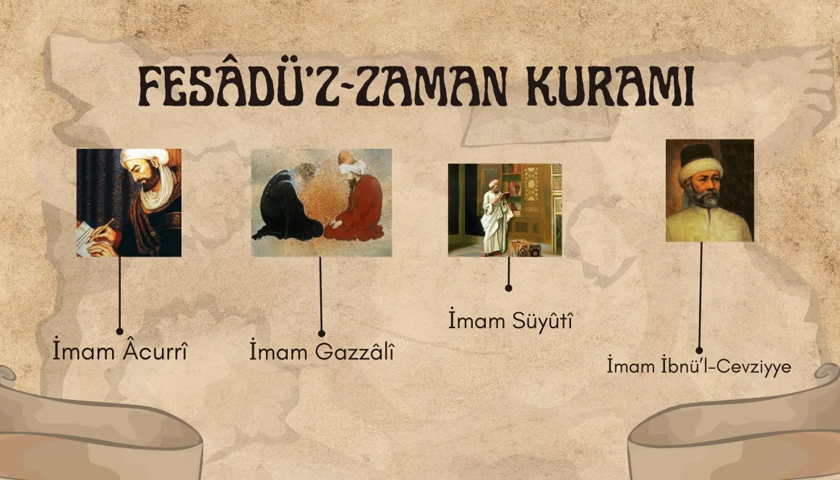 FESÂDÜ'Z-ZAMAN KURAMI
İmam Âcurrî
İmam Gazzâlî
İmam Süyûtî
İmam İbnü'l-Cevziyye